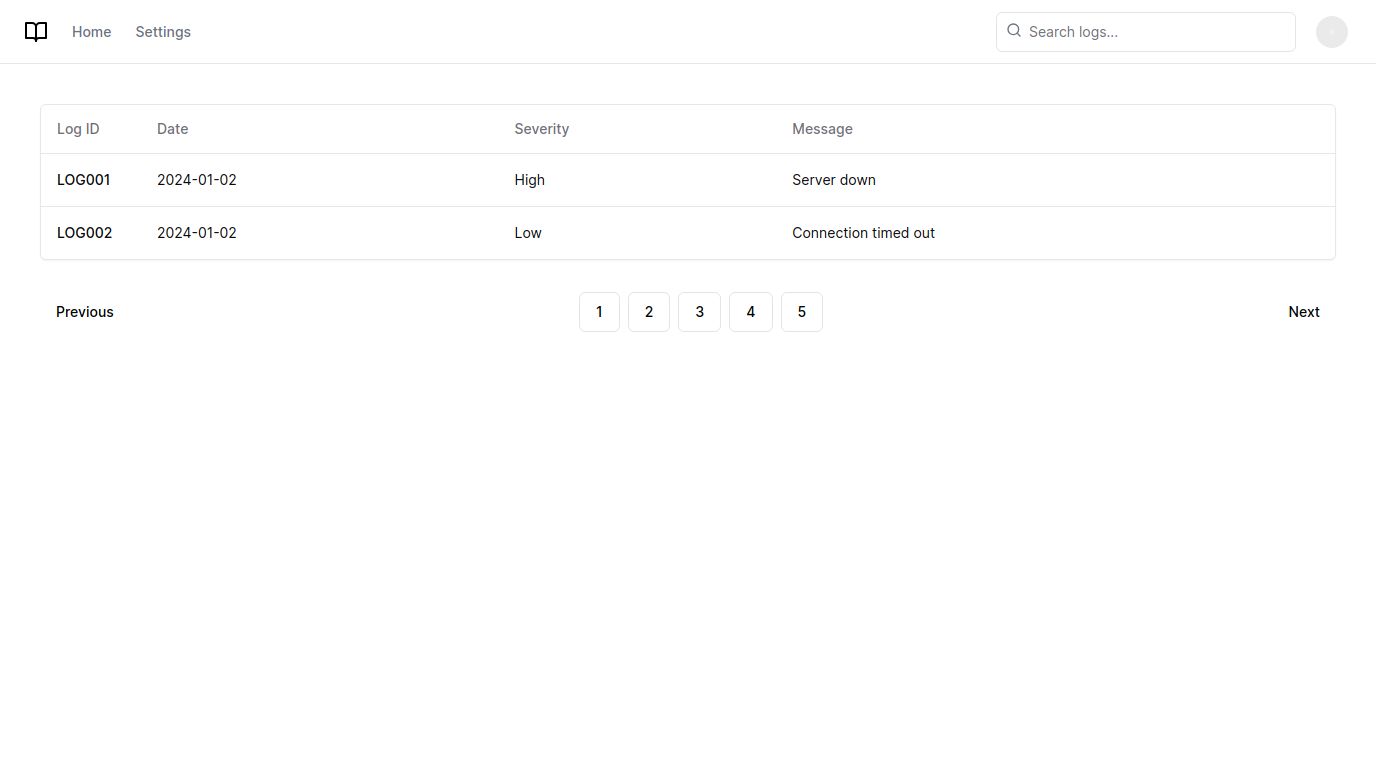 Home Settings Search logs...
Log ID Date Severity Message
LOG001 2024-01-02 High Server down
LOG002 2024-01-02 Low Connection timed out
Previous 1 2 3 4 5 Next